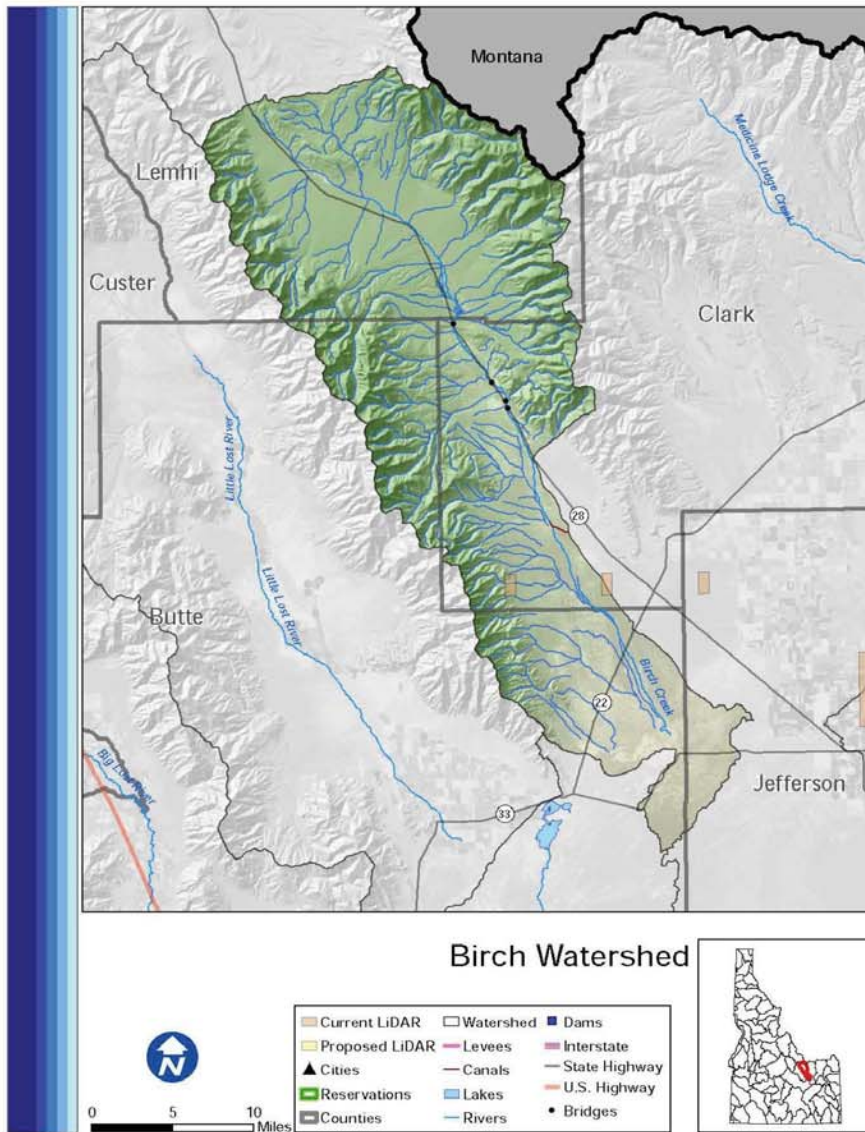 Montana
Medicine Lodge Creek
Lemhi
Custer
Clark
Little Lost River
28
Butte
Little Lost River
Birch Creek
22
Big Lost River
Jefferson
33
Birch Watershed
Current LiDAR
Watershed
Dams
Proposed LiDAR
Levees
Interstate
Cities
Canals
State Highway
Reservations
Lakes
U.S. Highway
Counties
Rivers
Bridges
N
0 5 10
Miles